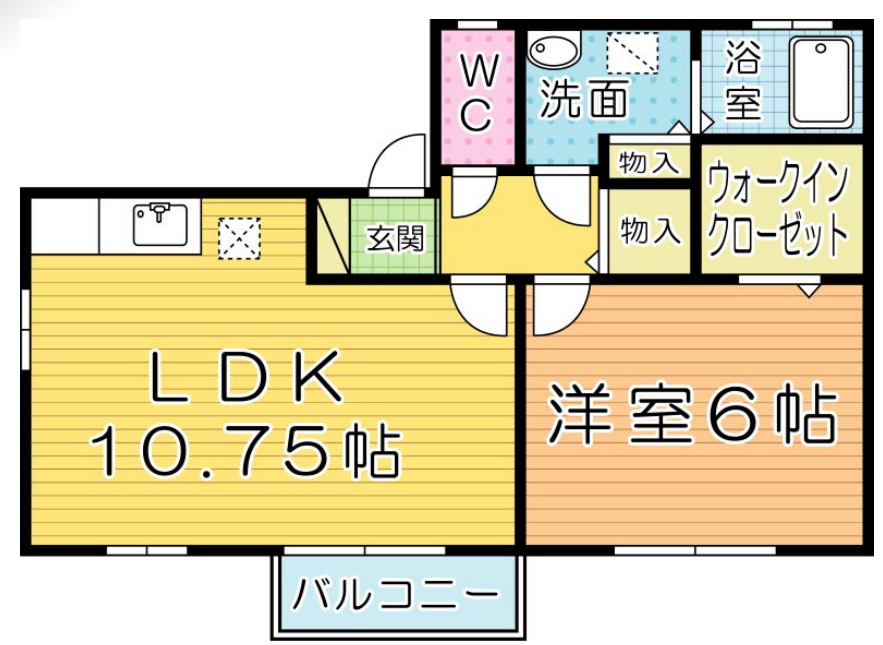 WC
洗面
浴室
物入
ウォークイン
クローゼット
玄関
物入
LDK
10.75帖
洋室6帖
バルコニー